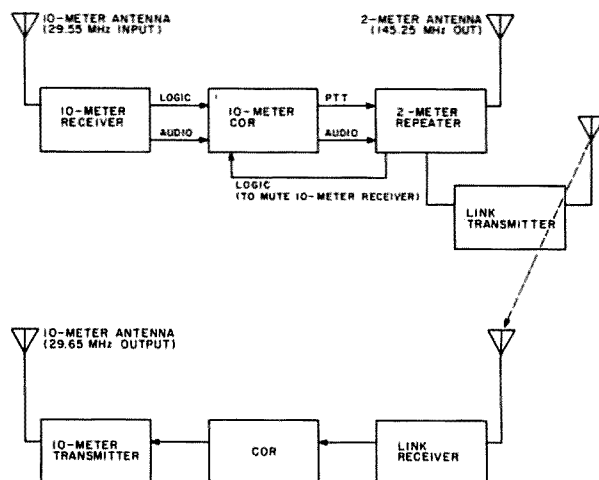 10-METER ANTENNA
(29.55 MHz INPUT)
2-METER ANTENNA
(145.25 MHz OUT)
10-METER
RECEIVER
LOGIC
AUDIO
10-METER
COR
PTT
AUDIO
2-METER
REPEATER
LOGIC
(TO MUTE 10-METER RECEIVER)
LINK
TRANSMITTER
10-METER ANTENNA
(29.65 MHz OUTPUT)
10-METER
TRANSMITTER
COR
LINK
RECEIVER